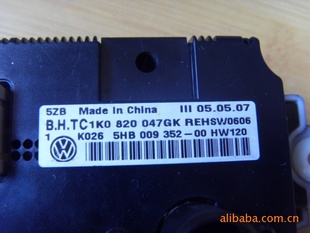 5ZB Made in China III 05.05.07
B.H.TC1K0 820 047GK REHSW0606
1 K026 5HB 009 352-00 HW120
alibaba.com.cn